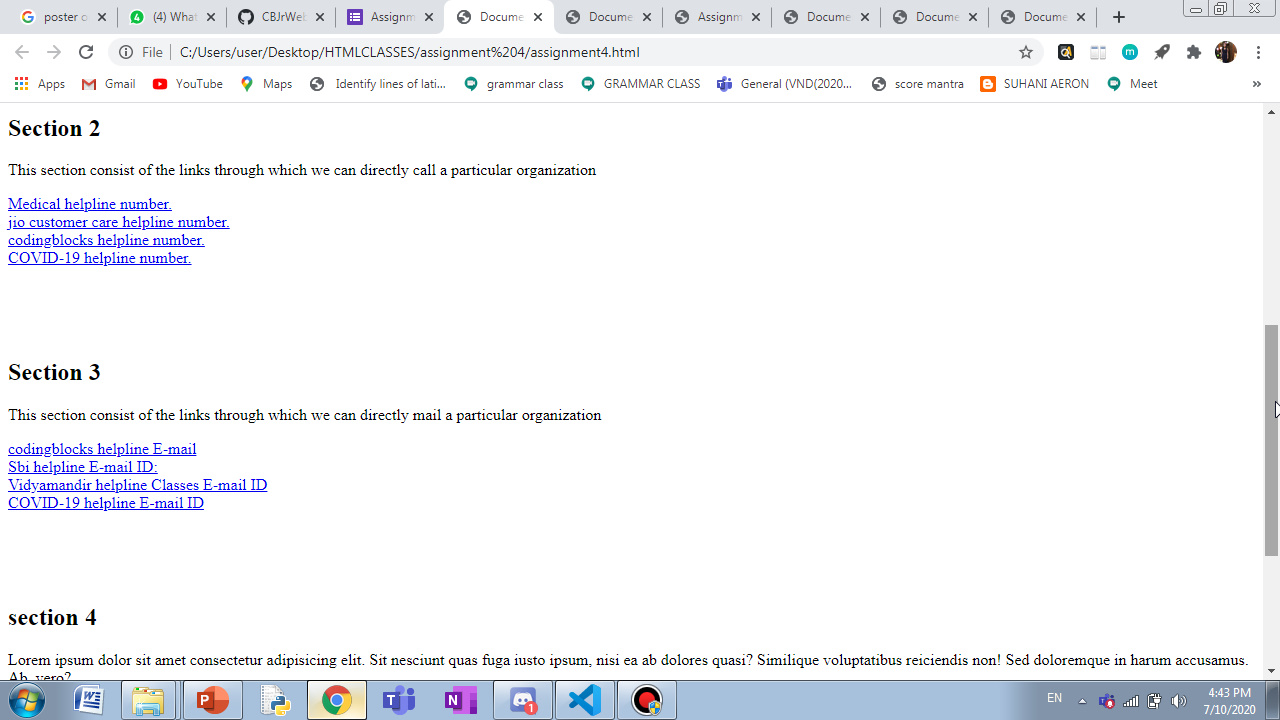 poster o
(4) What
CBJrWeb
Assignm
Docume
Docume
Assignm
Docume
Docume
Docume
File
C:/Users/user/Desktop/HTMLCLASSES/assignment%204/assignment4.html
Apps
Gmail
YouTube
Maps
Identify lines of lati...
grammar class
GRAMMAR CLASS
General (VND(2020...
score mantra
SUHANI AERON
Meet
Section 2
This section consist of the links through which we can directly call a particular organization
Medical helpline number.
jio customer care helpline number.
codingblocks helpline number.
COVID-19 helpline number.
Section 3
This section consist of the links through which we can directly mail a particular organization
codingblocks helpline E-mail
Sbi helpline E-mail ID:
Vidyamandir helpline Classes E-mail ID
COVID-19 helpline E-mail ID
section 4
Lorem ipsum dolor sit amet consectetur adipisicing elit. Sit nesciunt quas fuga iusto ipsum, nisi ea ab dolores quasi? Similique voluptatibus reiciendis non! Sed doloremque in harum accusamus.
Ab, vero?
EN
4:43 PM
7/10/2020